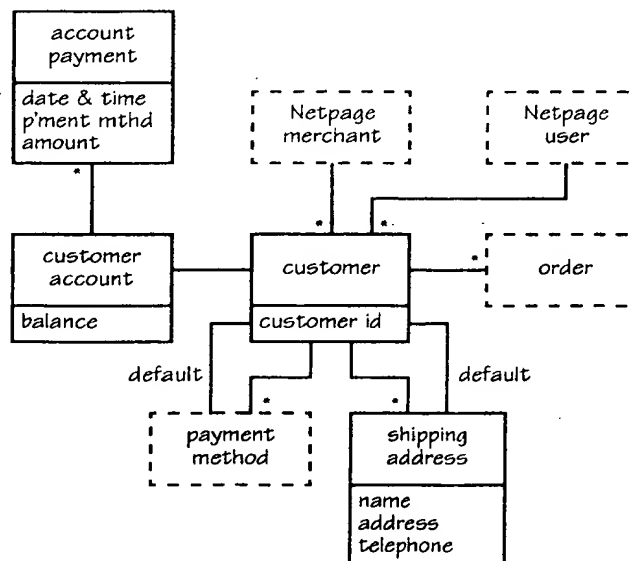 account
payment
date & time
p'ment mthd
amount
*
Netpage
merchant
Netpage
user
*
*
customer
account
balance
customer
customer id
*
order
default
default
*
*
payment
method
shipping
address
name
address
telephone